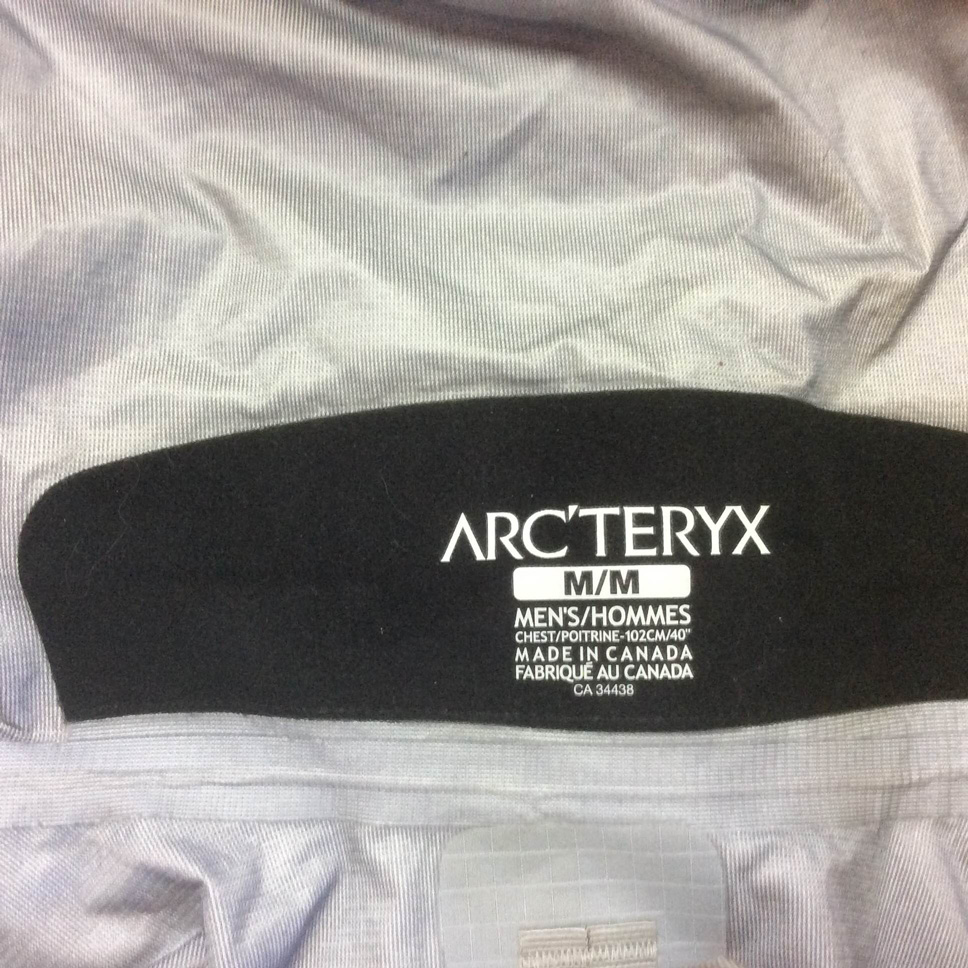 ARC'TERYX
M/M
MEN'S/HOMMES
CHEST/POITRINE-102CM/40"
MADE IN CANADA
FABRIQUÉ AU CANADA
CA 34438